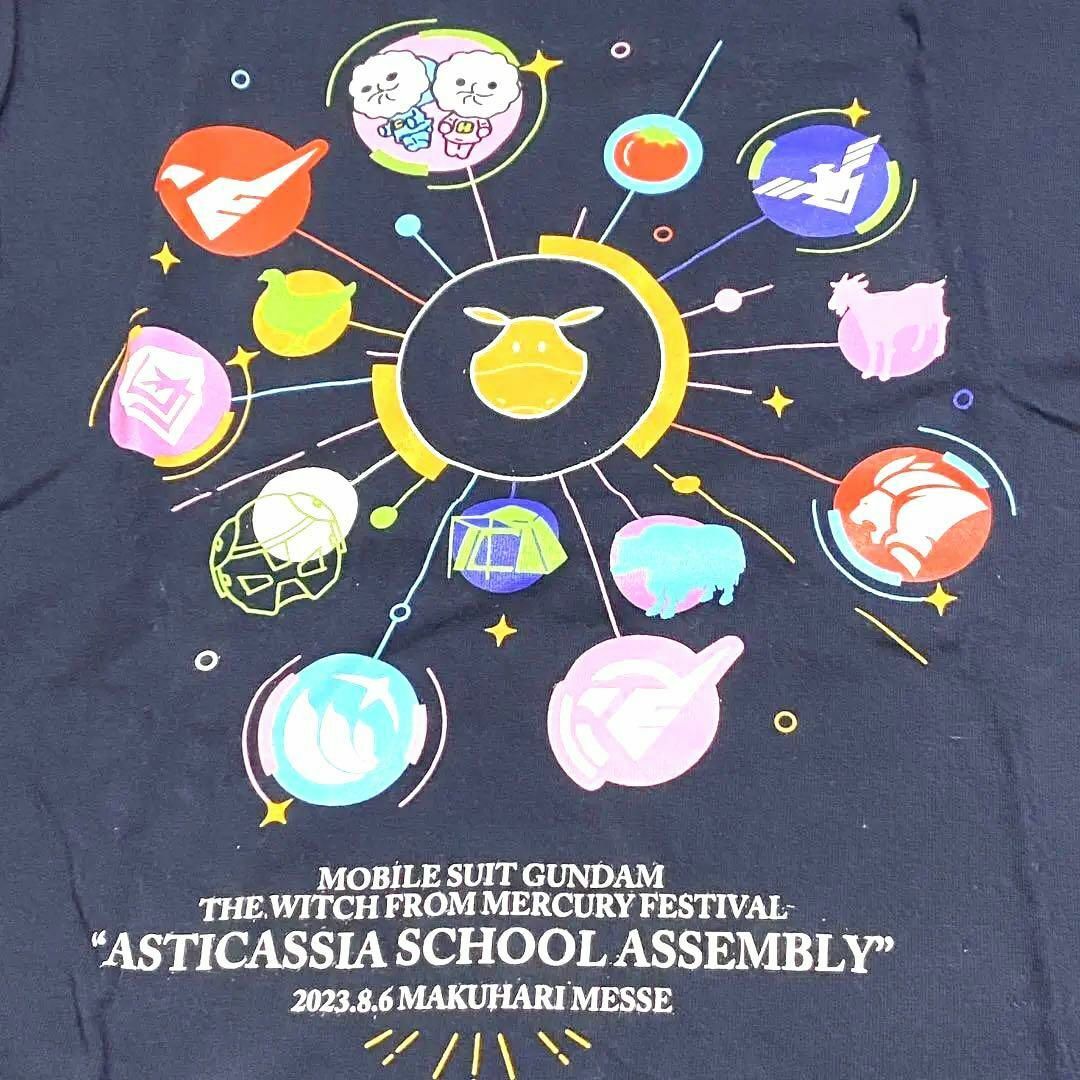 MOBILE SUIT GUNDAM
THE WITCH FROM MERCURY FESTIVAL-
“ASTICASSIA SCHOOL ASSEMBLY”
2023.8.6 MAKUHARI MESSE